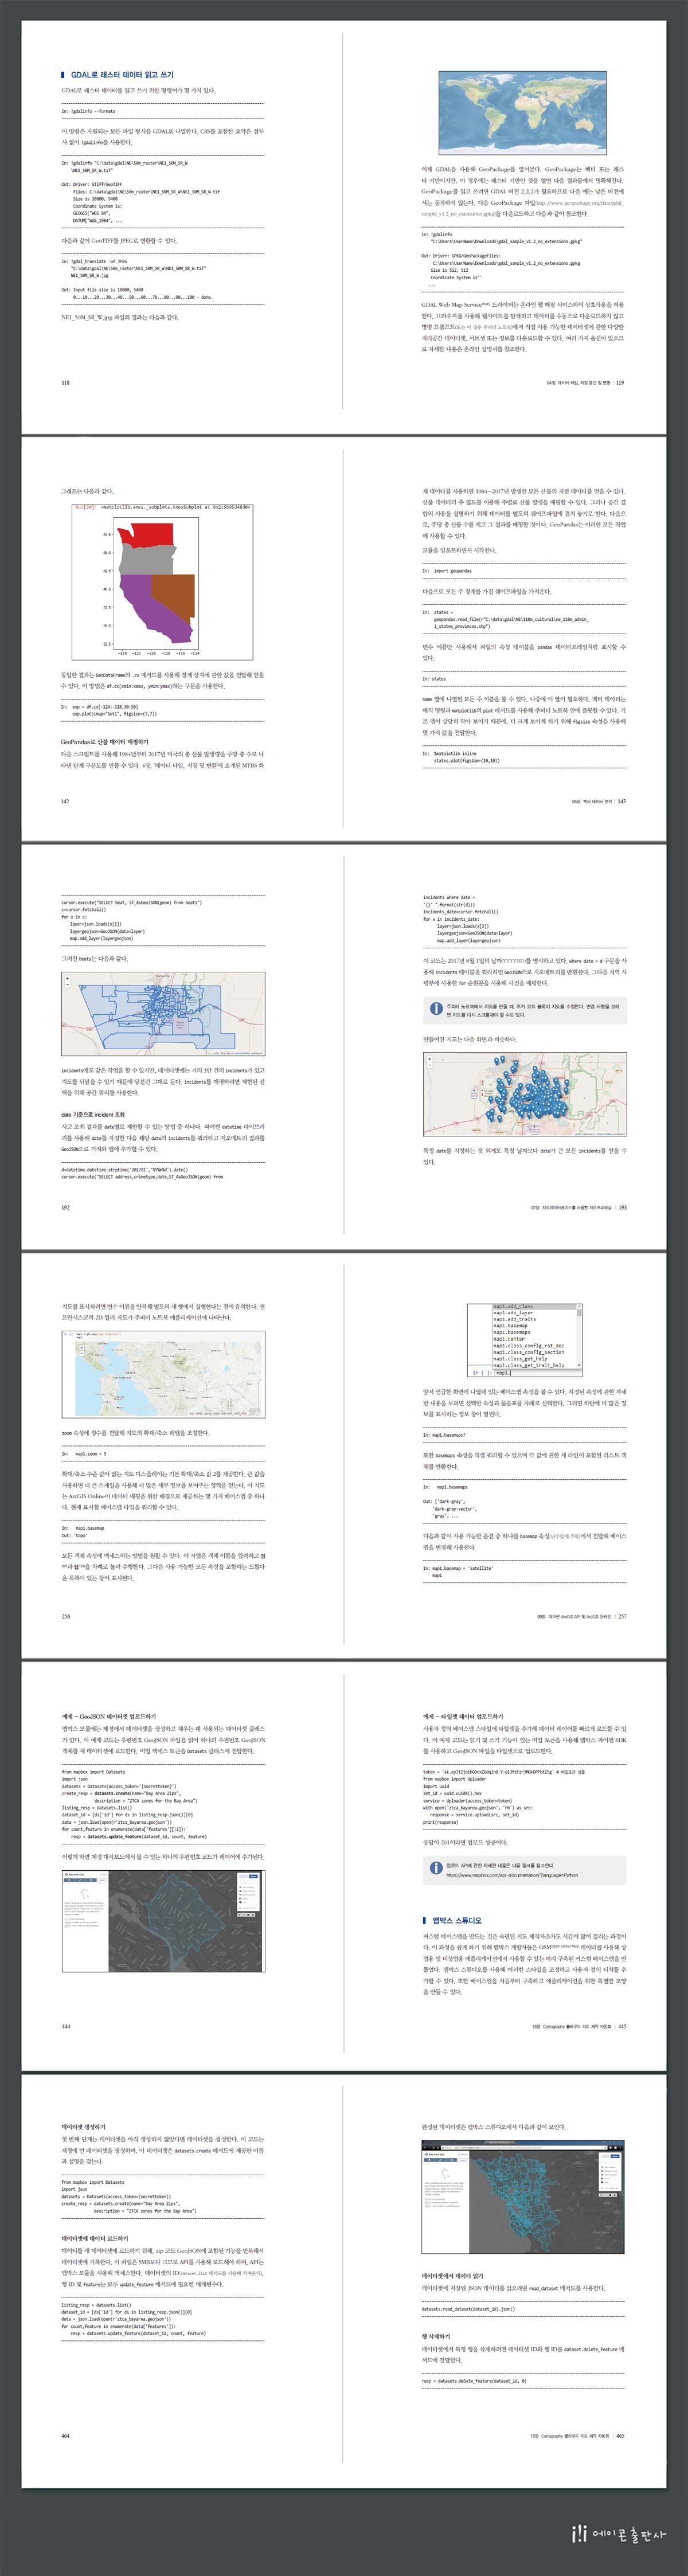 GDAL로 래스터 데이터 읽고 쓰기
GDAL로 래스터 데이터를 읽고 쓰기 위한 명령어가 몇 가지 있다.
In: !gdalinfo --formats
이 명령은 지원되는 모든 파일 형식을 GDAL로 나열한다. CRS를 포함한 요약은 접두
사 없이 !gdalinfo를 사용한다.
In: !gdalinfo "C:\data\gdal\NE\50m_raster\NE1_50M_SR_W
\NE1_50M_SR_W.tif"
Out: Driver: GTiff/GeoTIFF
Files: C:\data\gdal\NE\50m_raster\NE1_50M_SR_W\NE1_50M_SR_W.tif
Size is 10800, 5400
Coordinate System is:
GEOGCS["WGS 84",
DATUM["WGS_1984", ...
다음과 같이 GeoTIFF를 JPEG로 변환할 수 있다.
In: !gdal_translate -of JPEG
"C:\data\gdal\NE\50m_raster\NE1_50M_SR_W\NE1_50M_SR_W.tif"
NE1_50M_SR_W.jpg
Out: Input file size is 10800, 5400
0...10...20...30...40...50...60...70...80...90...100 - done.
NE1_50M_SR_W.jpg 파일의 결과는 다음과 같다.
118
이제 GDAL을 사용해 GeoPackage를 열어본다. GeoPackage는 벡터 또는 래스
터 기반이지만, 이 경우에는 래스터 기반인 것을 열면 다음 결과물에서 명확해진다.
GeoPackage를 읽고 쓰려면 GDAL 버전 2.2.2가 필요하므로 다음 예는 낮은 버전에
서는 동작하지 않는다. 다음 GeoPackage 파일(http://www.geopackage.org/data/gdal_
sample_v1.2_no_extensions.gpkg)을 다운로드하고 다음과 같이 참조한다.
In: !gdalinfo
"C:\Users\UserName\Downloads\gdal_sample_v1.2_no_extensions.gpkg"
Out: Driver: GPKG/GeoPackageFiles:
C:\Users\UserName\Downloads\gdal_sample_v1.2_no_extensions.gpkg
Size is 512, 512
Coordinate System is''
...
GDAL Web Map Service(WMS) 드라이버는 온라인 웹 매핑 서비스와의 상호작용을 허용
한다. 브라우저를 사용해 웹사이트를 탐색하고 데이터를 수동으로 다운로드하지 않고
명령 프롬프트(또는 이 경우 주피터 노트북)에서 직접 사용 가능한 데이터셋에 관한 다양한
지리공간 데이터셋, 서브셋 또는 정보를 다운로드할 수 있다. 여러 가지 옵션이 있으므
로 자세한 내용은 온라인 설명서를 참고한다.
04장 데이터 타입, 저장 공간 및 변환 | 119
그래프는 다음과 같다.
Out[38]: <matplotlib.axes._subplots.AxesSubplot at
동일한 결과는 GeoDataFrame의 .cx 메서드를 사용해 경계 상자에 관한 값을 전달해 얻을
수 있다. 이 방법은 df.cx[xmin:xmax, ymin:ymax]라는 구문을 사용한다.
In: exp = df.cx[-124:-118,30:50]
exp.plot(cmap="Set1", figsize=(7,7))
GeoPandas로 산불 데이터 매핑하기
다음 스크립트를 사용해 1984년부터 2017년 미국의 총 산불 발생량을 주당 총 수로 나
타낸 단계 구분도를 만들 수 있다. 4장, '데이터 타입, 저장 및 변환'에 소개된 MTBS 화
142
재 데이터를 사용하면 1984~2017년 발생한 모든 산불의 지점 데이터를 얻을 수 있다.
산불 데이터의 주 필드를 이용해 주별로 산불 발생을 매핑할 수 있다. 그러나 공간 결
합의 사용을 설명하기 위해 데이터를 별도의 쉐이프파일에 겹쳐 놓기로 한다. 다음으
로, 주당 총 산불 수를 세고 그 결과를 매핑할 것이다. GeoPandas는 이러한 모든 작업
에 사용할 수 있다.
모듈을 임포트하면서 시작한다.
In: import geopandas
다음으로 모든 주 경계를 가진 쉐이프파일을 가져온다.
In: states =
geopandas.read_file(r"C:\data\gdal\NE\110m_cultural\ne_110m_admin_
1_states_provinces.shp")
변수 이름만 사용해서 파일의 속성 테이블을 pandas 데이터프레임처럼 표시할 수
있다.
In: states
name 열에 나열된 모든 주 이름을 볼 수 있다. 나중에 이 열이 필요하다. 벡터 데이터는
매직 명령과 matplotlib의 plot 메서드를 사용해 주피터 노트북 안에 플롯할 수 있다. 기
본 맵이 상당히 작아 보이기 때문에, 더 크게 보이게 하기 위해 figsize 속성을 사용해
몇 가지 값을 전달한다.
In: %matplotlib inline
states.plot(figsize=(10,10))
05장 벡터 데이터 분석 | 143
cursor.execute("SELECT beat, ST_AsGeoJSON(geom) from beats")
c=cursor.fetchall()
for x in c:
layer=json.loads(x[1])
layergeojson=GeoJSON(data=layer)
map.add_layer(layergeojson)
그려진 beats는 다음과 같다.
incidents에도 같은 작업을 할 수 있지만, 데이터셋에는 거의 3만 건의 incidents가 있고
지도를 뒤덮을 수 있기 때문에 당분간 그대로 둔다. incidents를 매핑하려면 제한된 선
택을 위해 공간 쿼리를 사용한다.
date 기준으로 incident 조회
사고 조회 결과를 date별로 제한할 수 있는 방법 중 하나다. 파이썬 datetime 라이브러
리를 사용해 date를 지정한 다음 해당 date의 incidents를 쿼리하고 지오메트리 결과를
GeoJSON으로 가져와 맵에 추가할 수 있다.
d=datetime.datetime.strptime('201781','%Y%m%d').date()
cursor.execute("SELECT address,crimetype,date,ST_AsGeoJSON(geom) from
192
incidents where date =
'{}' ".format(str(d)))
incidents_date=cursor.fetchall()
for x in incidents_date:
layer=json.loads(x[3])
layergeojson=GeoJSON(data=layer)
map.add_layer(layergeojson)
이 코드는 2017년 8월 1일의 날짜(YYYYMD)를 명시하고 있다. where date = d 구문을 사
용해 incidents 테이블을 쿼리하면 GeoJSON으로 지오메트리를 반환한다. 그다음 지역 사
경우에 사용한 for 순환문을 사용해 사건을 매핑한다.
주피터 노트북에서 지도를 만들 때, 추가 코드 블록이 지도를 수정한다. 변경 사항을 보려
면 지도를 다시 스크롤해야 할 수도 있다.
만들어진 지도는 다음 화면과 비슷하다.
특정 date를 지정하는 것 외에도 특정 날짜보다 date가 큰 모든 incidents를 얻을 수
있다.
07장 지오데이터베이스를 사용한 지오프로세싱 | 193
지도를 표시하려면 변수 이름을 반복해 별도의 새 행에서 실행한다는 점에 유의한다. 샌
프란시스코의 2D 컬러 지도가 주피터 노트북 애플리케이션에 나타난다.
zoom 속성에 정수를 전달해 지도의 확대/축소 레벨을 조정한다.
In: map1.zoom = 5
확대/축소 수준 값이 없는 지도 디스플레이는 기본 확대/축소 값 2를 제공한다. 큰 값을
사용하면 더 큰 스케일을 사용해 더 많은 세부 정보를 보여주는 영역을 얻는다. 이 지도
는 ArcGIS Online이 데이터 매핑을 위한 배경으로 제공하는 몇 가지 베이스맵 중 하나
다. 현재 표시할 베이스맵 타입을 쿼리할 수 있다.
In: map1.basemap
Out: 'topo'
모든 객체 속성에 액세스하는 방법을 원할 수 있다. 이 작업은 객체 이름을 입력하고 점
dot과 탭Tab을 차례로 눌러 수행한다. 그다음 사용 가능한 모든 속성을 포함하는 드롭다
운 목록이 있는 창이 표시된다.
256
map1.add_class
map1.add_layer
map1.add_traits
map1.basemap
map1.basemaps
map1.center
map1.class_config_rst_doc
map1.class_config_section
map1.class_get_help
map1.class_get_trait_help
In [ ]: map1.
앞서 언급한 화면에 나열돼 있는 베이스맵 속성을 볼 수 있다. 지정된 속성에 관한 자세
한 내용을 보려면 선택한 속성과 물음표를 차례로 선택한다. 그러면 하단에 더 많은 정
보를 표시하는 정보 창이 열린다.
In: map1.basemaps?
또한 basemaps 속성을 직접 쿼리할 수 있으며 각 값에 관한 새 라인이 포함된 리스트 객
체를 반환한다.
In: map1.basemaps
Out: ['dark-gray',
'dark-gray-vector',
'gray', ...
다음과 같이 사용 가능한 옵션 중 하나를 basemap 속성(단수임에 주목)에서 전달해 베이스
맵을 변경해 사용한다.
In: map1.basemap = 'satellite'
map1
09장 파이썬 ArcGIS API 및 ArcGIS 온라인 | 257
예제 - GeoJSON 데이터셋 업로드하기
맵박스 모듈에는 계정에서 데이터셋을 생성하고 채우는 데 사용되는 데이터셋 클래스
가 있다. 이 예제 코드는 우편번호 GeoJSON 파일을 읽어 하나의 우편번호 GeoJSON
객체를 새 데이터셋에 로드한다. 비밀 액세스 토큰을 Datasets 클래스에 전달한다.
from mapbox import Datasets
import json
datasets = Datasets(access_token='{secrettoken}')
create_resp = datasets.create(name="Bay Area Zips",
description = "ZTCA zones for the Bay Area")
listing_resp = datasets.list()
dataset_id = [ds['id'] for ds in listing_resp.json()][0]
data = json.load(open(r'ztca_bayarea.geojson'))
for count,feature in enumerate(data['features'][:1]):
resp = datasets.update_feature(dataset_id, count, feature)
이렇게 하면 계정 대시보드에서 볼 수 있는 하나의 우편번호 코드가 레이어에 추가된다.
444
예제 - 타일셋 데이터 업로드하기
사용자 정의 베이스맵 스타일에 타일셋을 추가해 데이터 레이어를 빠르게 로드할 수 있
다. 이 예제 코드는 읽기 및 쓰기 기능이 있는 비밀 토큰을 사용해 맵박스 파이썬 SDK
를 사용하고 GeoJSON 파일을 타일셋으로 업로드한다.
from mapbox import Uploader
import uuid
set_id = uuid.uuid4().hex
service = Uploader(access_token=token)
with open('ztca_bayarea.geojson', 'rb') as src:
response = service.upload(src, set_id)
print(response)
응답이 201이라면 업로드 성공이다.
업로드 API에 관한 자세한 내용은 다음 링크를 참고한다.
https://www.mapbox.com/api-documentation/?language=Python
맵박스 스튜디오
커스텀 베이스맵을 만드는 것은 숙련된 지도 제작자조차도 시간이 많이 걸리는 과정이
다. 이 과정을 쉽게 하기 위해 맵박스 개발자들은 OSM(Open Street Map) 데이터를 사용해 상
업용 및 비상업용 애플리케이션에서 사용할 수 있는 미리 구축된 커스텀 베이스맵을 만
들었다. 맵박스 스튜디오를 사용해 이러한 스타일을 조정하고 사용자 정의 터치를 추
가할 수 있다. 또한 베이스맵을 처음부터 구축하고 애플리케이션을 위한 특별한 모양
을 만들 수 있다.
15장 Cartography 클라우드 지도 제작 자동화 | 445
데이터셋 생성하기
첫 번째 단계는 데이터셋을 아직 생성하지 않았다면 데이터셋을 생성한다. 이 코드는
계정에 빈 데이터셋을 생성하며, 이 데이터셋은 datasets.create 메서드에 제공한 이름
과 설명을 갖는다.
from mapbox import Datasets
import json
datasets = Datasets(access_token={secrettoken})
create_resp = datasets.create(name="Bay Area Zips",
description = "ZTCA zones for the Bay Area")
데이터셋에 데이터 로드하기
데이터를 새 데이터셋에 로드하기 위해, zip 코드 GeoJSON에 포함된 기능을 반복해서
데이터셋에 기록한다. 이 파일은 5MB보다 크므로 API를 사용해 로드해야 하며, API는
맵박스 모듈을 사용해 액세스한다. 데이터셋의 ID(dataset.list 메서드를 사용해 가져온다),
행 ID 및 feature는 모두 update_feature 메서드에 필요한 매개변수다.
listing_resp = datasets.list()
dataset_id = [ds['id'] for ds in listing_resp.json()][0]
data = json.load(open(r'ztca_bayarea.geojson'))
for count,feature in enumerate(data['features']):
resp = datasets.update_feature(dataset_id, count, feature)
464
완성된 데이터셋은 맵박스 스튜디오에서 다음과 같이 보인다.
데이터셋에서 데이터 읽기
데이터셋에 저장된 JSON 데이터를 읽으려면 read_dataset 메서드를 사용한다.
datasets.read_dataset(dataset_id).json()
행 삭제하기
데이터셋에서 특정 행을 삭제하려면 데이터셋 ID와 행 ID를 dataset.delete_feature 메
서드에 전달한다.
resp = datasets.delete_feature(dataset_id, 0)
15장 Cartography 클라우드 지도 제작 자동화 | 465
에이콘출판사